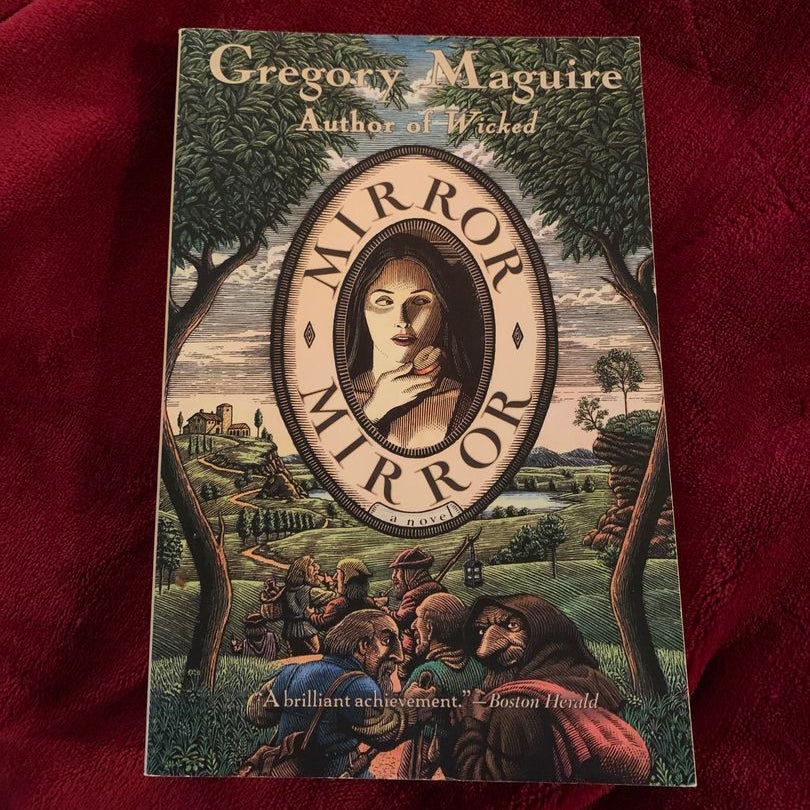 Gregory Maguire
Author of Wicked
MIRROR
MIRROR
a novel
"A brilliant achievement."—Boston Herald